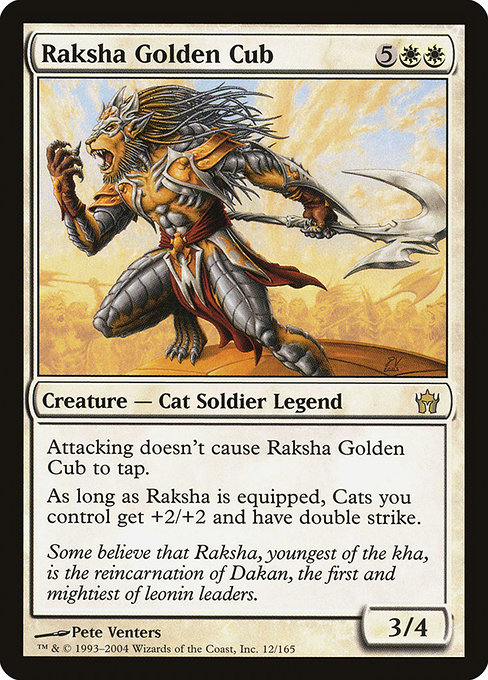 Raksha Golden Cub 5
Creature — Cat Soldier Legend
Attacking doesn't cause Raksha Golden
Cub to tap.
As long as Raksha is equipped, Cats you
control get +2/+2 and have double strike.
Some believe that Raksha, youngest of the kha,
is the reincarnation of Dakan, the first and
mightiest of leonin leaders.
Pete Venters
3/4
™ & © 1993–2004 Wizards of the Coast, Inc. 12/165